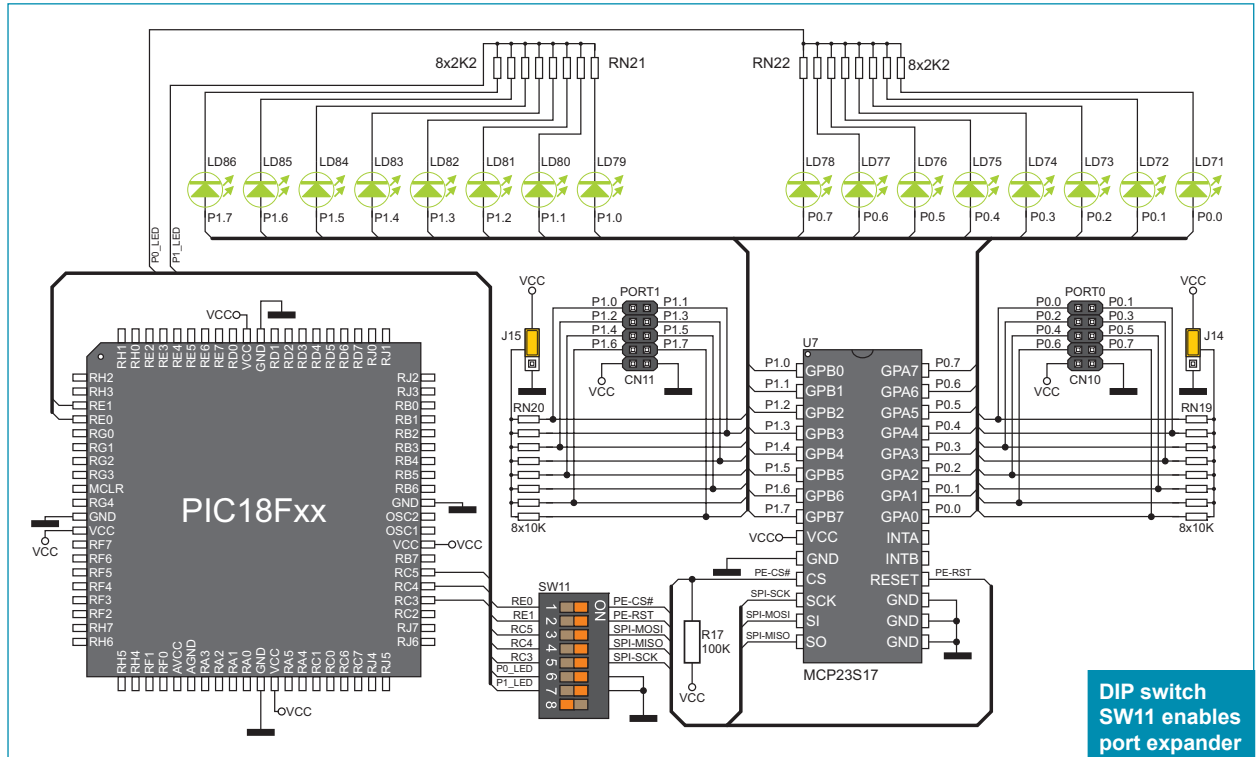 8x2K2 RN21 RN22 8x2K2
LD86 LD85 LD84 LD83 LD82 LD81 LD80 LD79 LD78 LD77 LD76 LD75 LD74 LD73 LD72 LD71
P1.7 P1.6 P1.5 P1.4 P1.3 P1.2 P1.1 P1.0 P0.7 P0.6 P0.5 P0.4 P0.3 P0.2 P0.1 P0.0
P0_LED
P1_LED
VCC
RH1 RH0 RE2 RE3 RE4 RE5 RE6 RE7 RD0 VCC GND RD1 RD2 RD3 RD4 RD5 RD6 RD7 RJ0 RJ1
RH2
RH3
RE1
RE0
RG0
RG1
RG2
RG3
MCLR
RG4
GND
VCC
RF7
RF6
RF5
RF4
RF3
RF2
RH7
RH6
VCC
PIC18Fxx
RJ2
RJ3
RB0
RB1
RB2
RB3
RB4
RB5
RB6
GND
OSC2
OSC1
VCC
RB7
RC5
RC4
RC3
RC2
RJ7
RJ6
VCC
RH5 RH4 RF1 RF0 AVCC AGND RA3 RA2 RA1 RA0 GND VCC RA5 RA4 RC1 RC0 RC6 RC7 RJ4 RJ5
VCC
VCC
J15
PORT1
P1.0 P1.1
P1.2 P1.3
P1.4 P1.5
P1.6 P1.7
VCC
CN11
RN20
8x10K
PORT0
P0.0 P0.1
P0.2 P0.3
P0.4 P0.5
P0.6 P0.7
VCC
CN10
VCC
J14
RN19
8x10K
U7
P1.0 GPB0 GPA7 P0.7
P1.1 GPB1 GPA6 P0.6
P1.2 GPB2 GPA5 P0.5
P1.3 GPB3 GPA4 P0.4
P1.4 GPB4 GPA3 P0.3
P1.5 GPB5 GPA2 P0.2
P1.6 GPB6 GPA1 P0.1
P1.7 GPB7 GPA0 P0.0
VCC VCC INTA
GND INTB
PE-CS# CS RESET PE-RST
SPI-SCK SCK GND
SPI-MOSI SI GND
SPI-MISO SO GND
MCP23S17
SW11
ON
RE0 1 PE-CS#
RE1 2 PE-RST
RC5 3 SPI-MOSI
RC4 4 SPI-MISO
RC3 5 SPI-SCK
P0_LED 6
P1_LED 7
8
R17
100K
VCC
DIP switch
SW11 enables
port expander